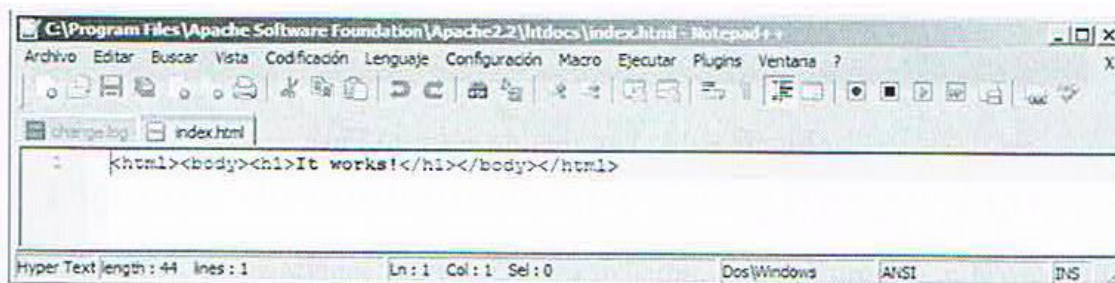 C:\Program Files\Apache Software Foundation\Apache2.2\htdocs\index.html - Notepad++
Archivo Editar Buscar Vista Codificación Lenguaje Configuración Macro Ejecutar Plugins Ventana ? X
change.log index.html
1 <html><body><h1>It works!</h1></body></html>
Hyper Text length : 44 lines : 1 Ln : 1 Col : 1 Sel : 0 Dos\Windows ANSI INS